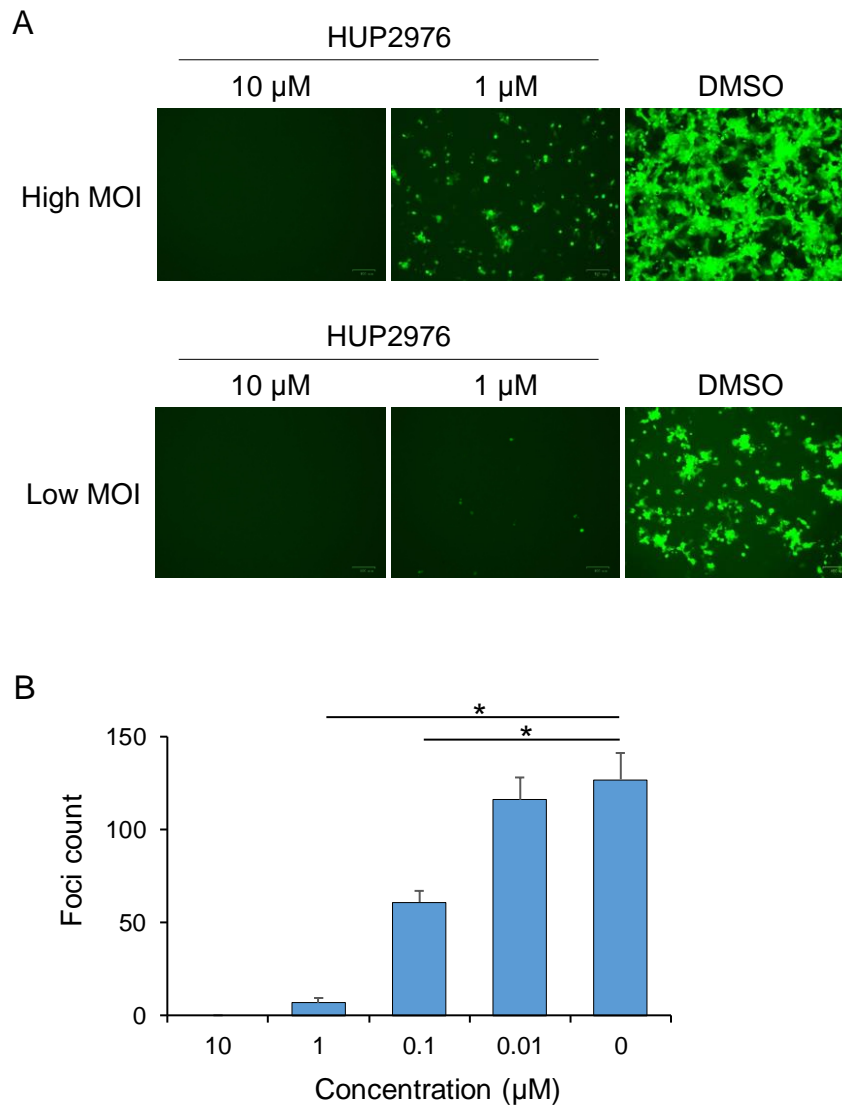 A
HUP2976
10 µM 1 µM DMSO
High MOI
HUP2976
10 µM 1 µM DMSO
Low MOI
B
* 
*
150
100
50
0
Foci count
10 1 0.1 0.01 0
Concentration (µM)